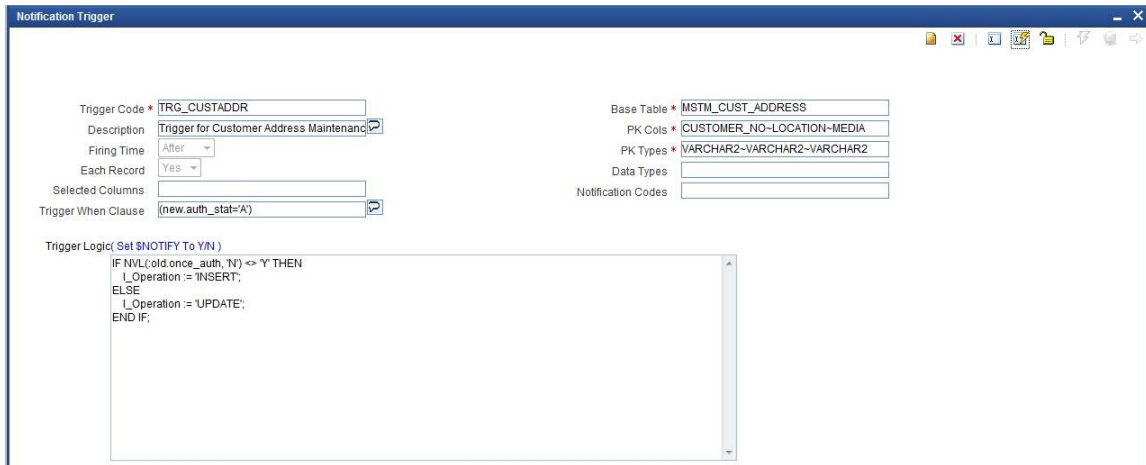 Notification Trigger
Trigger Code * TRG_CUSTADDR
Description Trigger for Customer Address Maintenanc
Firing Time After
Each Record Yes
Selected Columns
Trigger When Clause (new.auth_stat='A')
Base Table * MSTM_CUST_ADDRESS
PK Cols * CUSTOMER_NO~LOCATION~MEDIA
PK Types * VARCHAR2~VARCHAR2~VARCHAR2
Data Types
Notification Codes
Trigger Logic( Set $NOTIFY To Y/N )
IF NVL(:old.once_auth, 'N') <> 'Y' THEN
l_Operation := 'INSERT';
ELSE
l_Operation := 'UPDATE';
END IF;